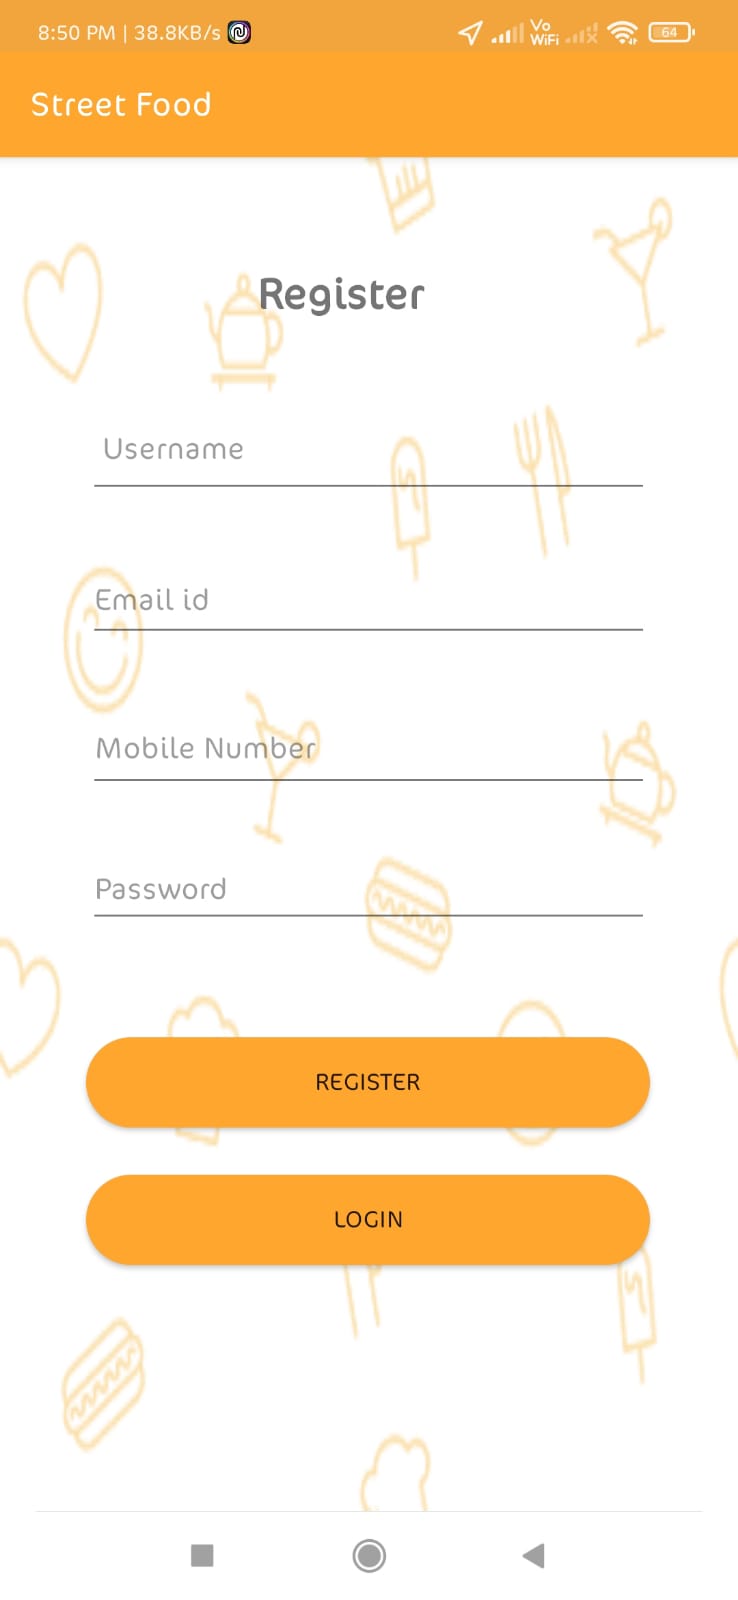 8:50 PM | 38.8KB/s
Vo
WiFi
64
Street Food
Register
Username
Email id
Mobile Number
Password
REGISTER
LOGIN